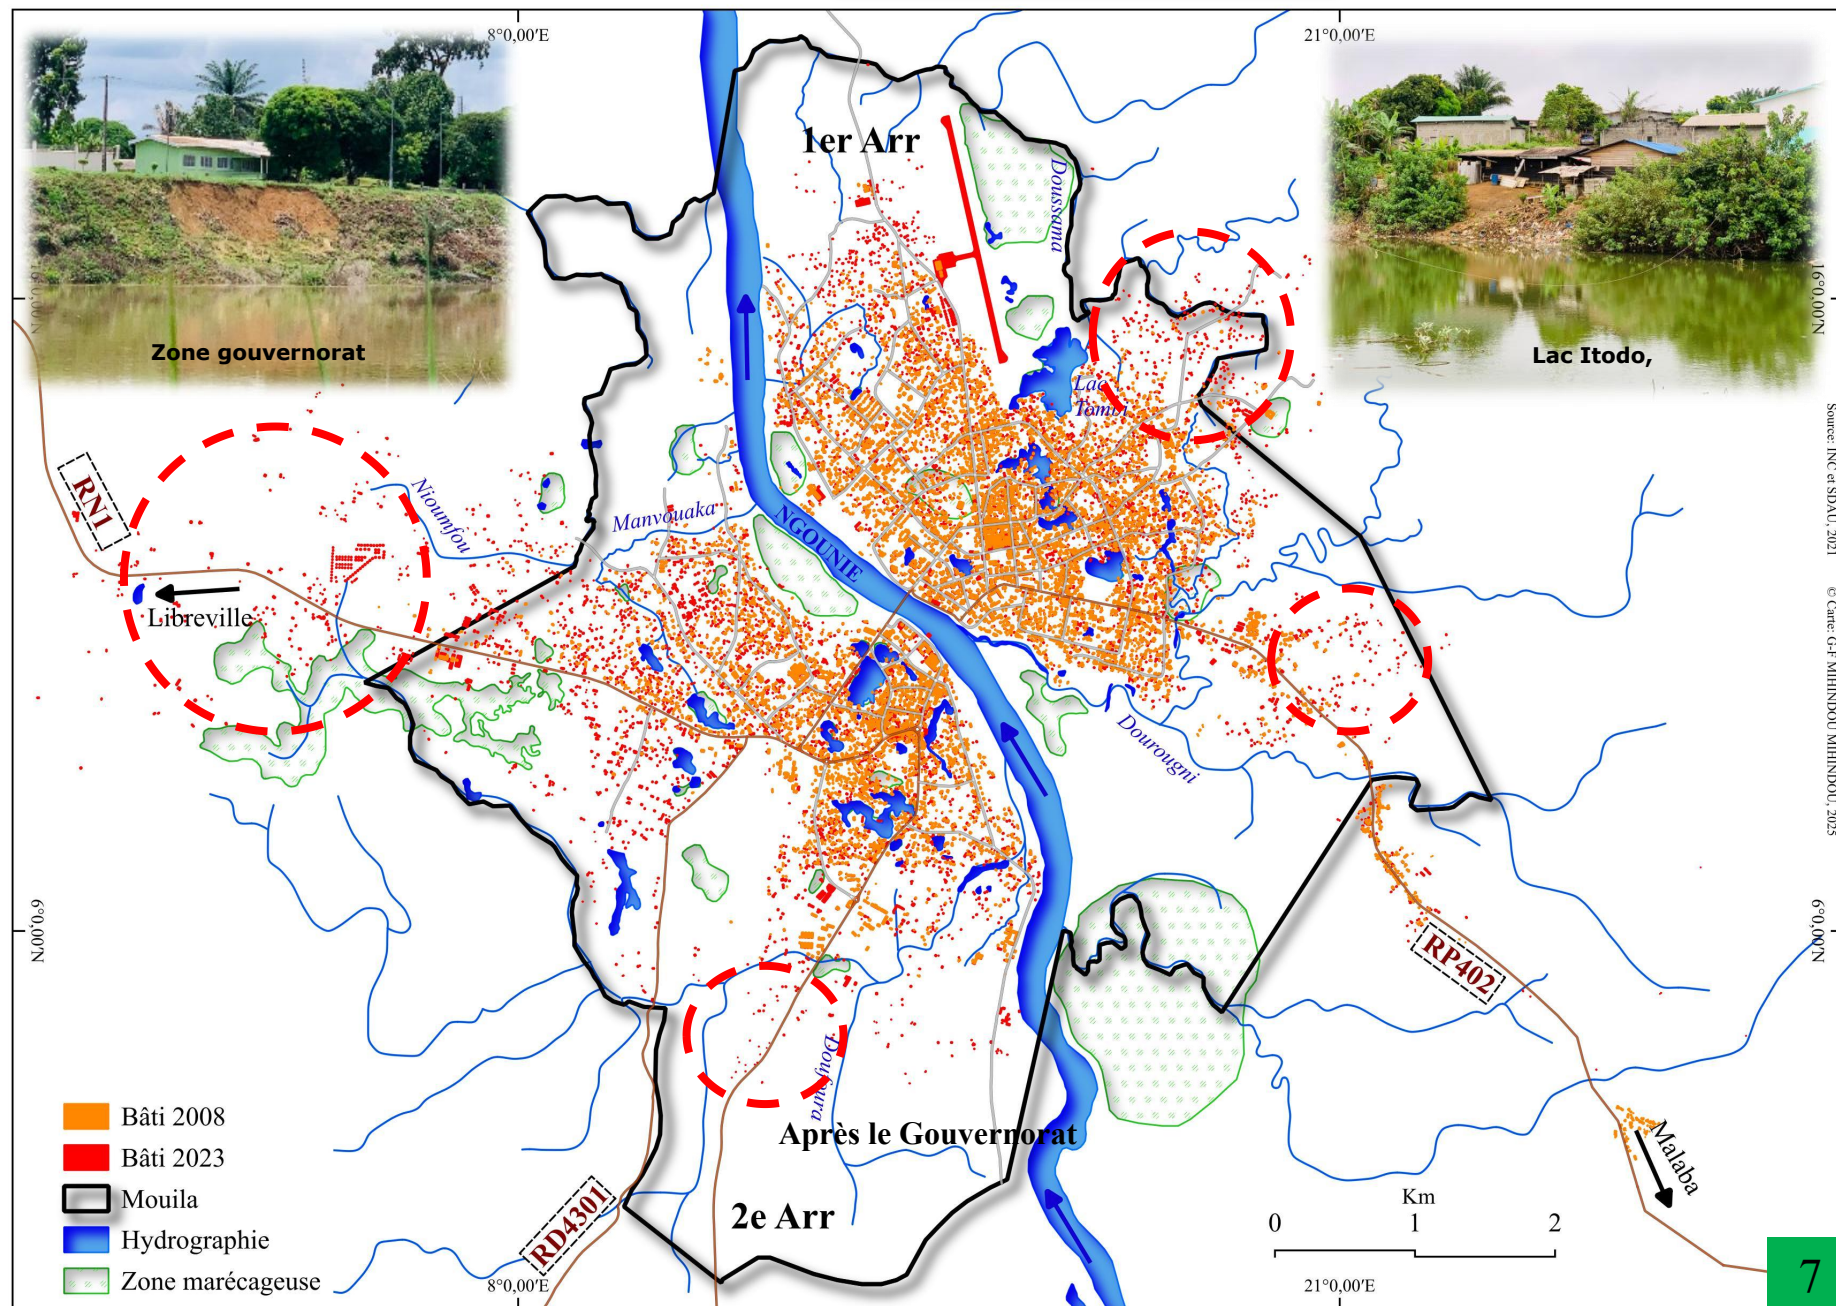 8°0,00'E
21°0,00'E
Zone gouvernorat
Lac Itodo,
1er Arr
Doussama
16°0,00'N
Lac
Tombi
RN1
Nioumfou
Manvouaka
NGOUNIE
Libreville
Dourougni
Source: INC et SDAU, 2021 © Carte: G-F MIHINDOU MIHINDOU, 2025
6°0,00'N
6°0,00'N
RP402
Doufoura
Après le Gouvernorat
2e Arr
RD4301
Malaba
Bâti 2008
Bâti 2023
Mouila
Hydrographie
Zone marécageuse
Km
0 1 2
8°0,00'E
21°0,00'E
7